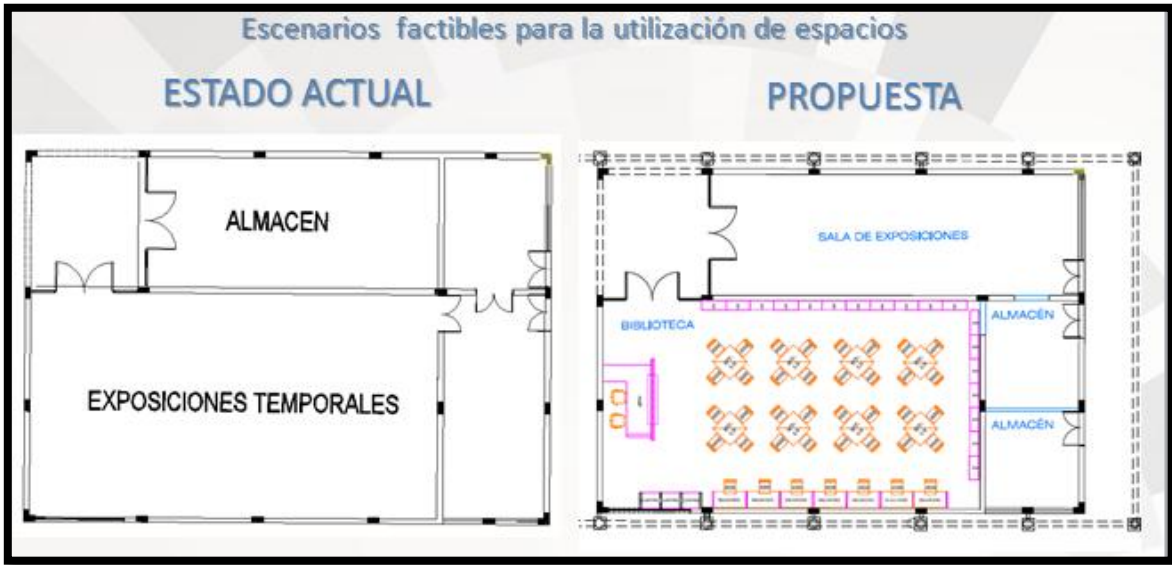 Escenarios factibles para la utilización de espacios
ESTADO ACTUAL
PROPUESTA
ALMACEN
EXPOSICIONES TEMPORALES
SALA DE EXPOSICIONES
BIBLIOTECA
ALMACÉN
ALMACÉN